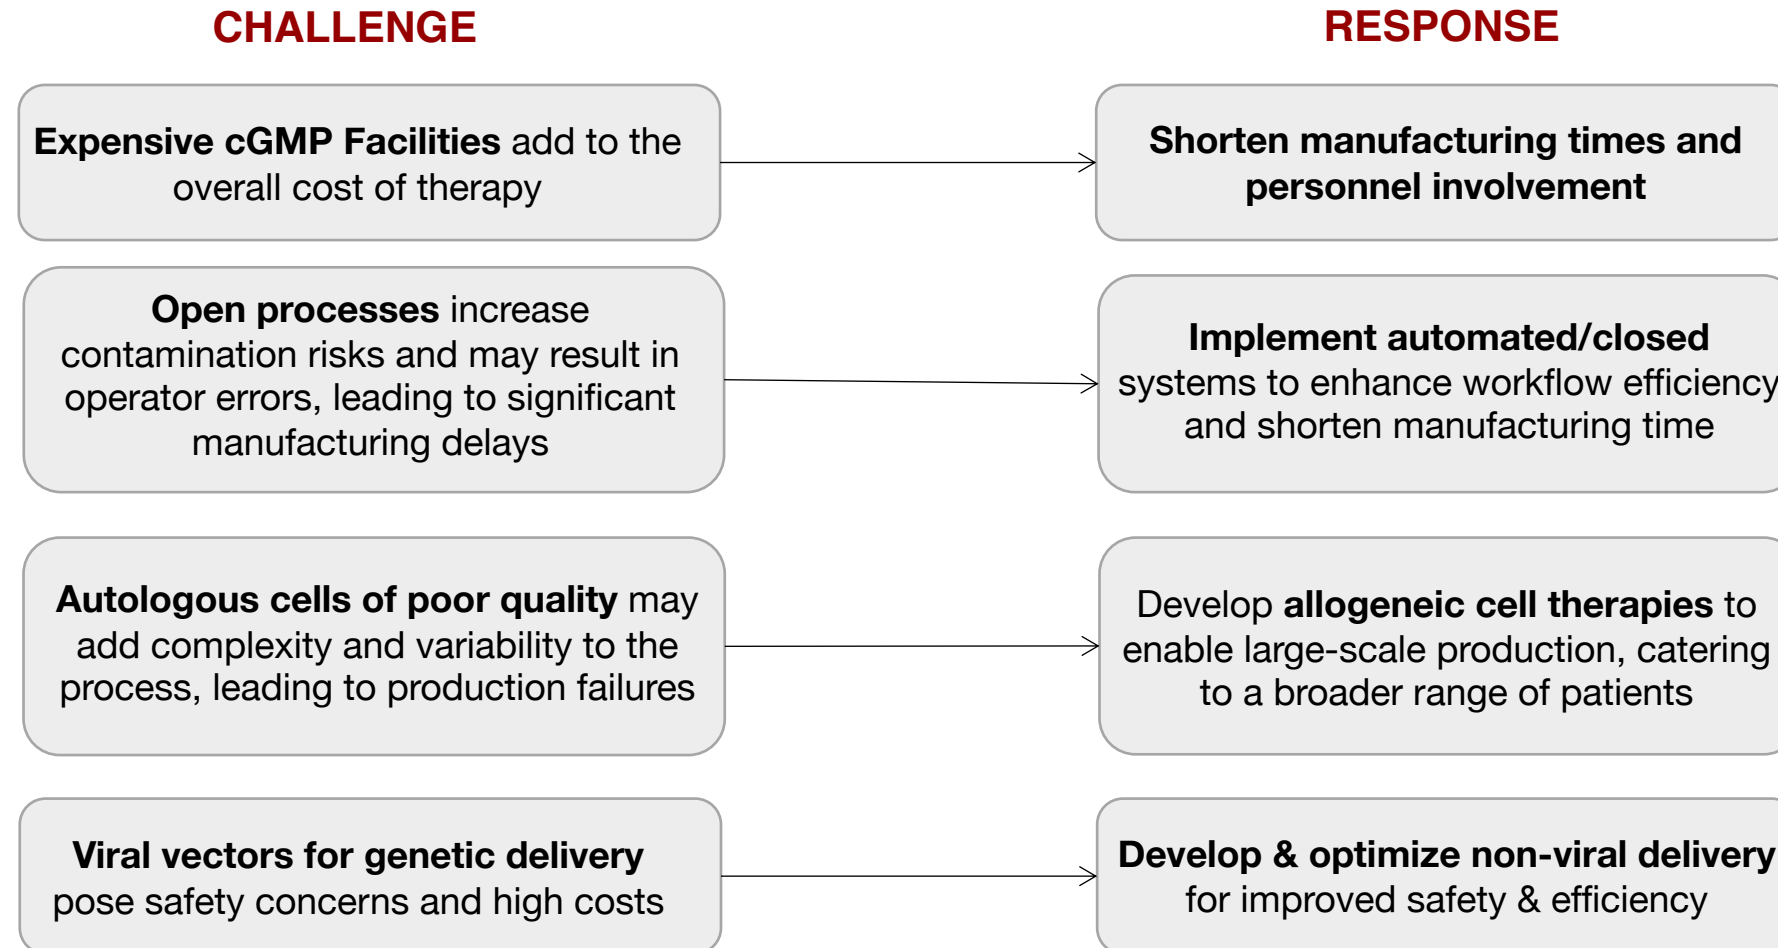 CHALLENGE
RESPONSE
Expensive cGMP Facilities add to the
overall cost of therapy
Shorten manufacturing times and
personnel involvement
Open processes increase
contamination risks and may result in
operator errors, leading to significant
manufacturing delays
Implement automated/closed
systems to enhance workflow efficiency
and shorten manufacturing time
Autologous cells of poor quality may
add complexity and variability to the
process, leading to production failures
Develop allogeneic cell therapies to
enable large-scale production, catering
to a broader range of patients
Viral vectors for genetic delivery
pose safety concerns and high costs
Develop & optimize non-viral delivery
for improved safety & efficiency